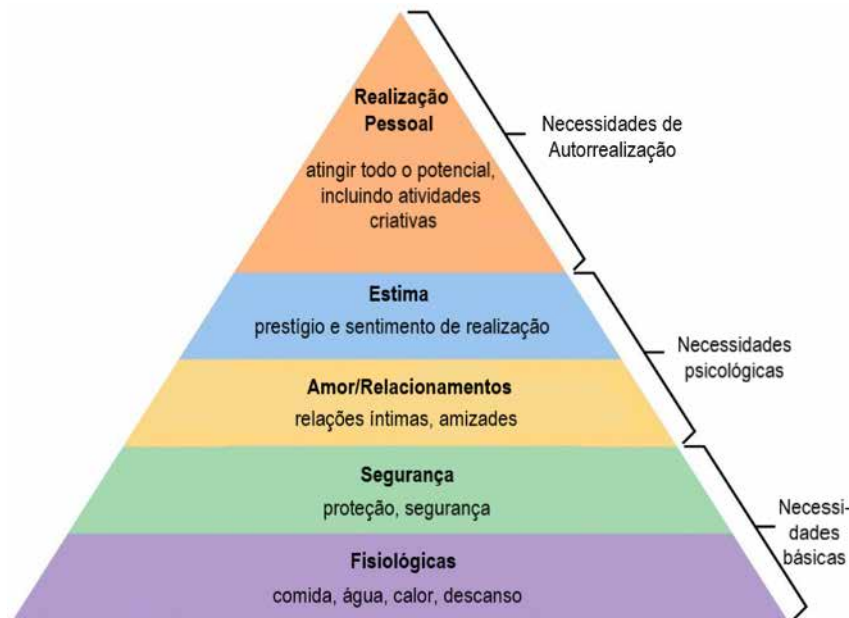 Realização
Pessoal
atingir todo o potencial,
incluindo atividades
criativas
Necessidades de
Autorrealização
Estima
prestígio e sentimento de realização
Necessidades
psicológicas
Amor/Relacionamentos
relações íntimas, amizades
Segurança
proteção, segurança
Necessi-
dades
básicas
Fisiológicas
comida, água, calor, descanso